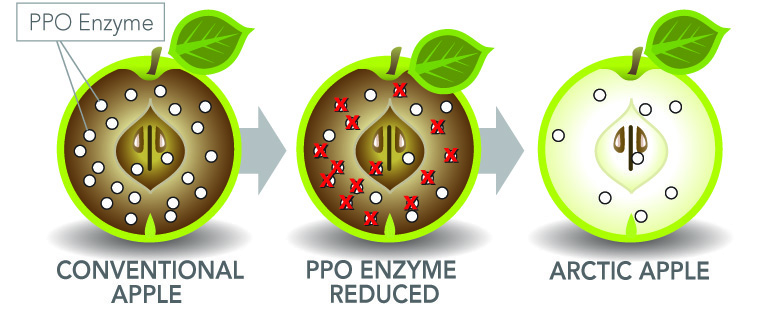 PPO Enzyme
CONVENTIONAL
APPLE
PPO ENZYME
REDUCED
ARCTIC APPLE